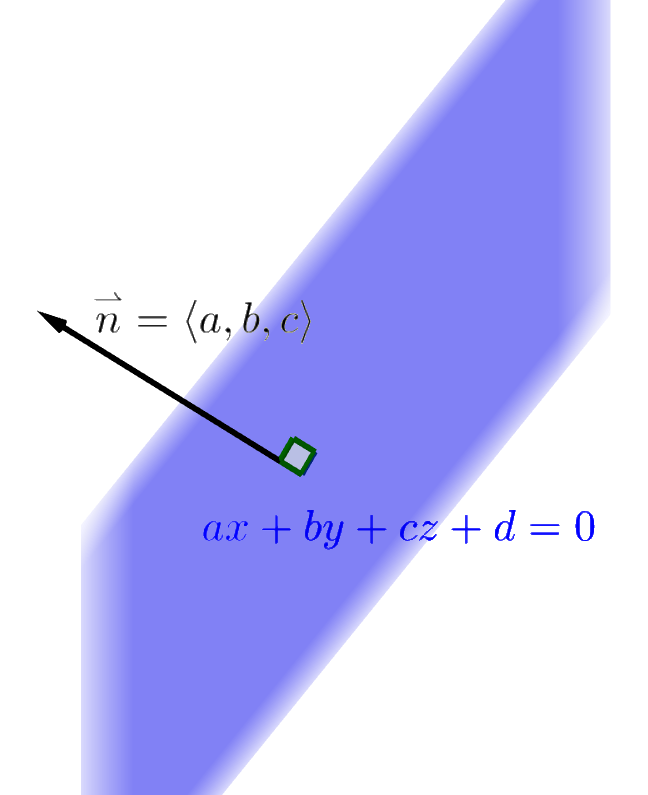 n⃑ = ⟨a, b, c⟩
ax + by + cz + d = 0